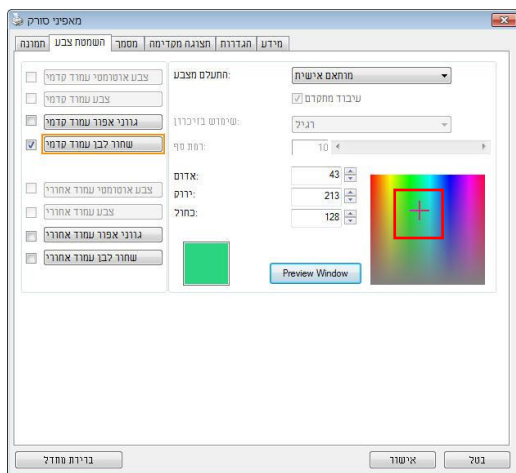 מאפיני סורק
תמונה השמטת צבע מסמך תצוגה מקדימה הגדרות מידע
צבע אוטומטי עמוד קדמי
צבע עמוד קדמי
גווני אפור עמוד קדמי
שחור לבן עמוד קדמי
צבע אוטומטי עמוד אחורי
צבע עמוד אחורי
גווני אפור עמוד אחורי
שחור לבן עמוד אחורי
התעלם מצבע: מותאם אישית
עיבוד מתקדם
שימוש בזיכרון: רגיל
רמת סף: 10
אדום: 43
ירוק: 213
כחול: 128
Preview Window
ברירת מחדל אישור בטל